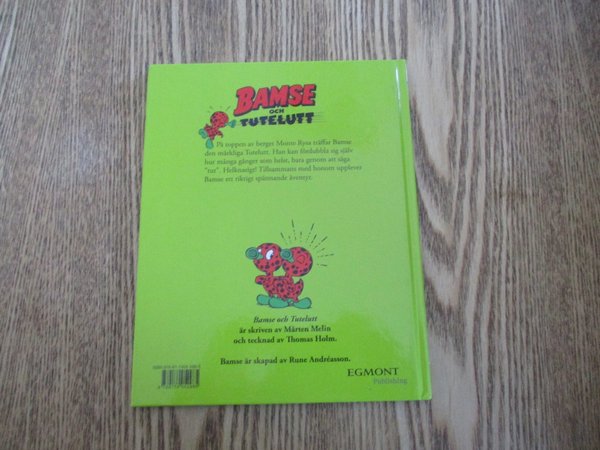 BAMSE
OCH
TUTELUTT
På toppen av berget Monto Rysa träffar Bamse
den märkliga Tutelutt. Han kan fördubbla sig själv
hur många gånger som helst, bara genom att säga
"tut". Helknasigt! Tillsammans med honom upplever
Bamse ett riktigt spännande äventyr.
Bamse och Tutelutt
är skriven av Mårten Melin
och tecknad av Thomas Holm.
Bamse är skapad av Rune Andréasson.
EGMONT
Publishing